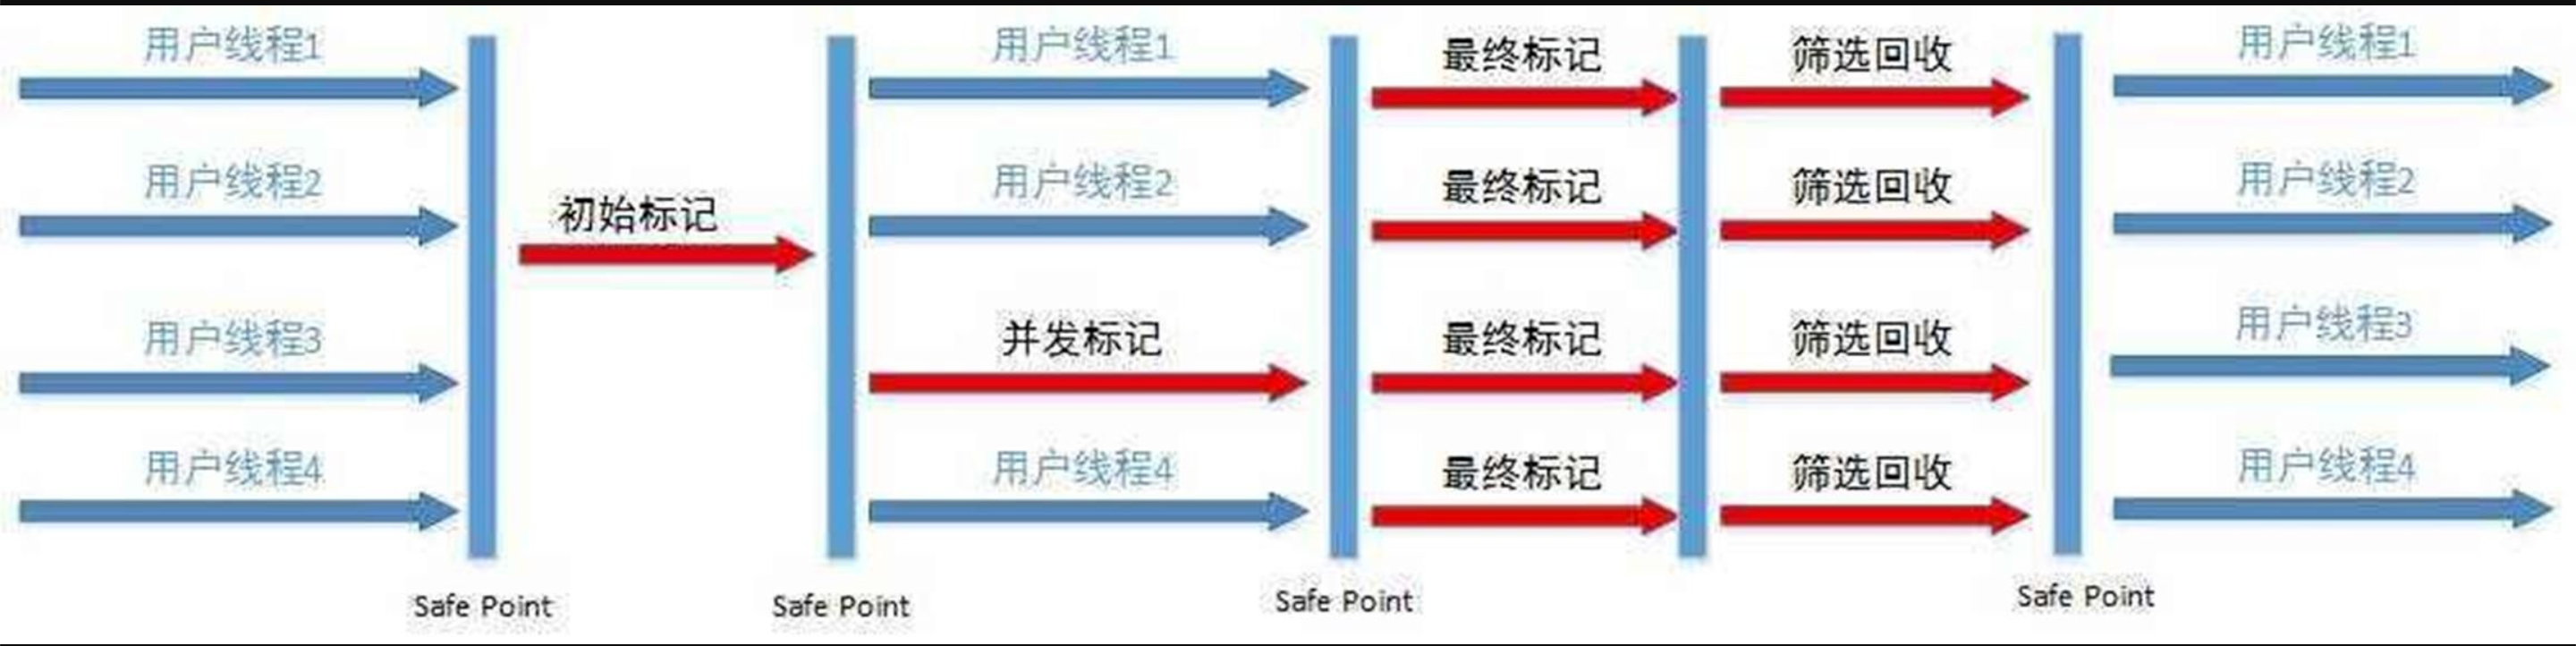 用户线程1
用户线程1
最终标记
筛选回收
用户线程1
用户线程2
初始标记
用户线程2
最终标记
筛选回收
用户线程2
用户线程3
并发标记
最终标记
筛选回收
用户线程3
用户线程4
用户线程4
最终标记
筛选回收
用户线程4
Safe Point
Safe Point
Safe Point
Safe Point